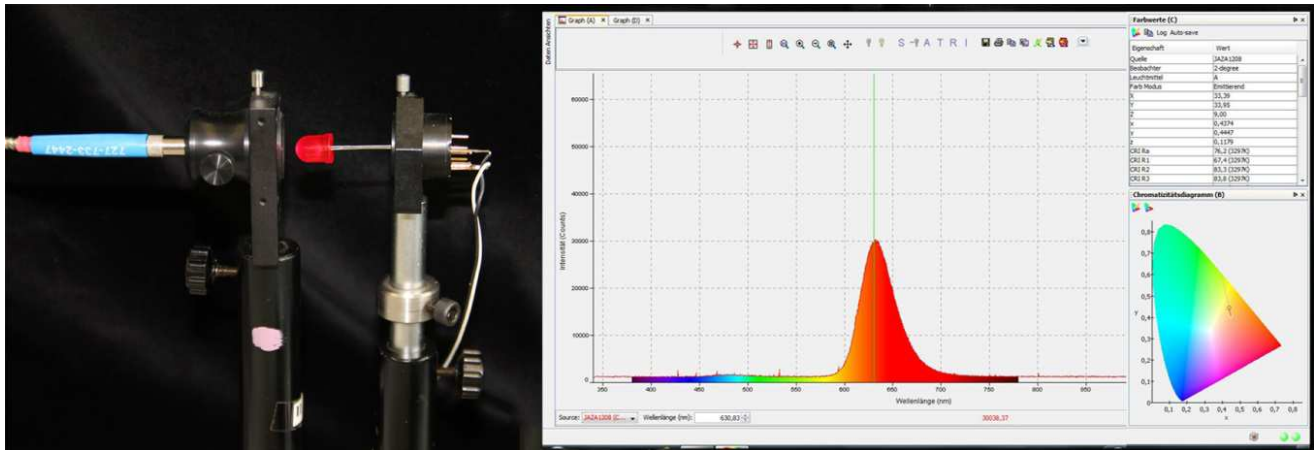 727-733-2447
Daten Ansichten
Graph (A)
Graph (D)
S
A T R I
Intensität (Counts)
60000
50000
40000
30000
20000
10000
0
350 400 450 500 550 600 650 700 750 800 850
Wellenlänge (nm)
Source: JAZA1208 (C... Wellenlänge (nm): 630,83
30038,37
Farbwerte (C)
Log Auto-save
Eigenschaft Wert
Quelle JAZA1208
Beobachter 2-degree
Leuchtmittel A
Farb Modus Emittierend
X 33,39
Y 33,95
Z 9,00
x 0,4374
y 0,4447
z 0,1179
CRI Ra 76,2 (3297K)
CRI R1 67,4 (3297K)
CRI R2 83,3 (3297K)
CRI R3 83,8 (3297K)
Chromatizitätsdiagramm (B)
0,8
0,7
0,6
0,5
0,4
0,3
0,2
0,1
0
y
0,1 0,2 0,3 0,4 0,5 0,6 0,7 0,8
x